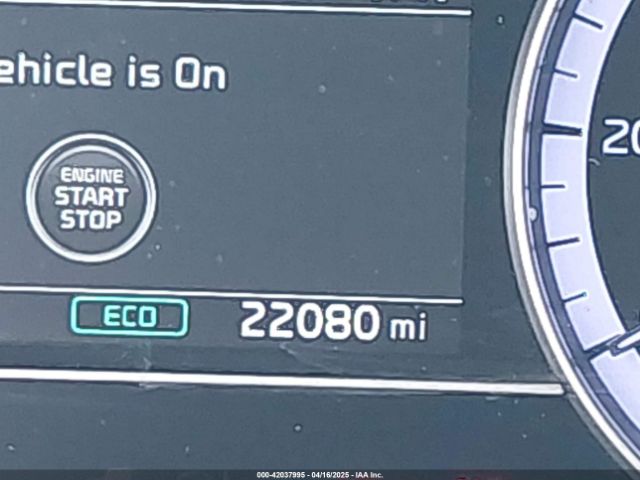 ehicle is On
20
ENGINE
START
STOP
ECO 22080 mi
000-42037995 - 04/16/2025 - IAA Inc.